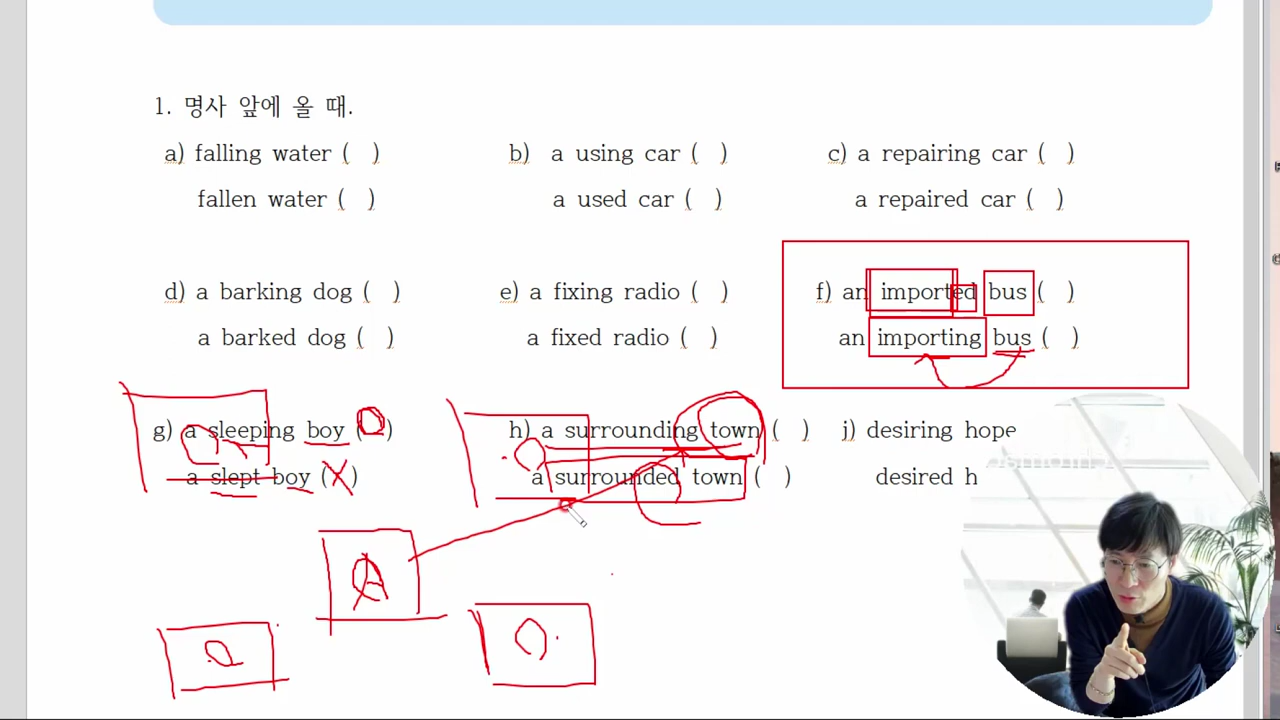 1. 명사 앞에 올 때.
a) falling water ( ) b) a using car ( ) c) a repairing car ( )
fallen water ( ) a used car ( ) a repaired car ( )
d) a barking dog ( ) e) a fixing radio ( ) f) an imported bus ( )
a barked dog ( ) a fixed radio ( ) an importing bus ( )
g) a sleeping boy (O) h) a surrounding town ( ) j) desiring hope
a slept boy (X) a surrounded town ( ) desired h
A